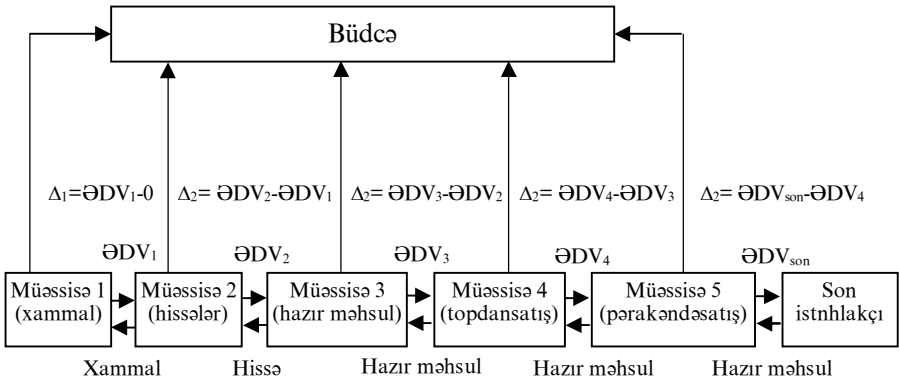 Büdcə
Δ₁=ƏDV₁-0 Δ₂= ƏDV₂-ƏDV₁ Δ₂= ƏDV₃-ƏDV₂ Δ₂= ƏDV₄-ƏDV₃ Δ₂= ƏDVson-ƏDV₄
ƏDV₁ ƏDV₂ ƏDV₃ ƏDV₄ ƏDVson
Müəssisə 1 Müəssisə 2 Müəssisə 3 Müəssisə 4 Müəssisə 5 Son
(xammal) (hissələr) (hazır məhsul) (topdansatış) (pərakəndəsatış) istnhlakçı
Xammal Hissə Hazır məhsul Hazır məhsul Hazır məhsul